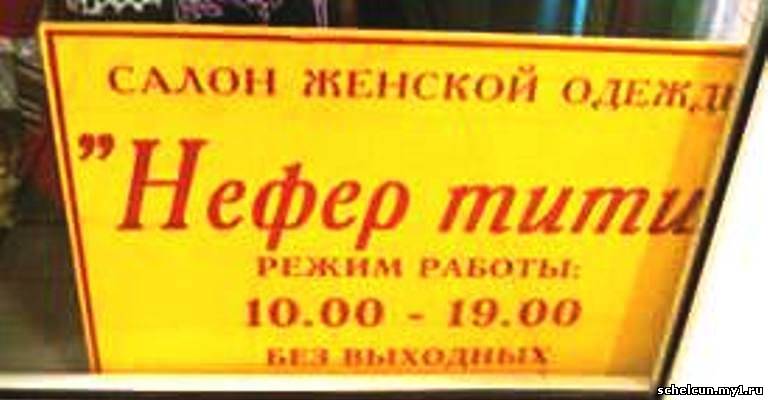 САЛОН ЖЕНСКОЙ ОДЕЖД
"Нефер тити
РЕЖИМ РАБОТЫ:
10.00 - 19.00
БЕЗ ВЫХОДНЫХ
schelcun.my1.ru